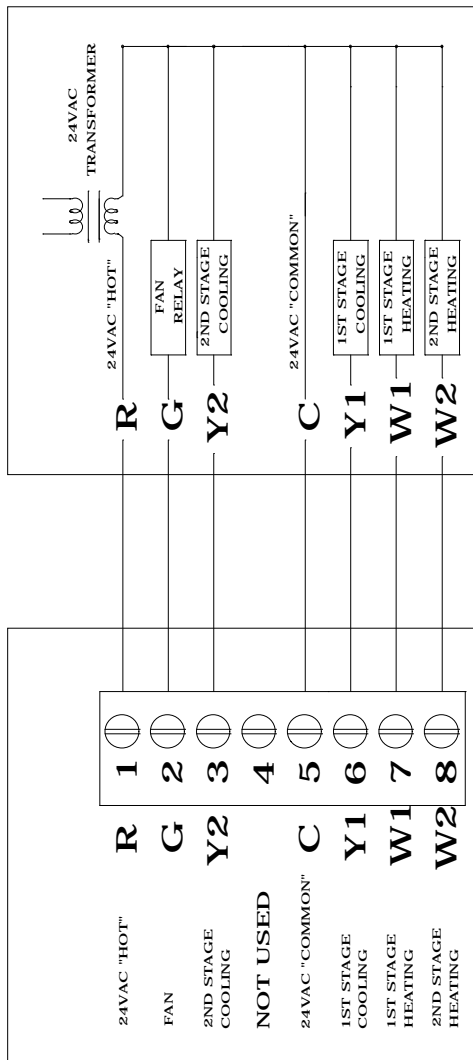 24VAC
TRANSFORMER
24VAC "HOT"
R
FAN
RELAY
G
2ND STAGE
COOLING
Y2
24VAC "COMMON"
C
1ST STAGE
COOLING
Y1
1ST STAGE
HEATING
W1
2ND STAGE
HEATING
W2
24VAC "HOT"
R
1
FAN
G
2
2ND STAGE
COOLING
Y2
3
NOT USED
4
24VAC "COMMON"
C
5
1ST STAGE
COOLING
Y1
6
1ST STAGE
HEATING
W1
7
2ND STAGE
HEATING
W2
8